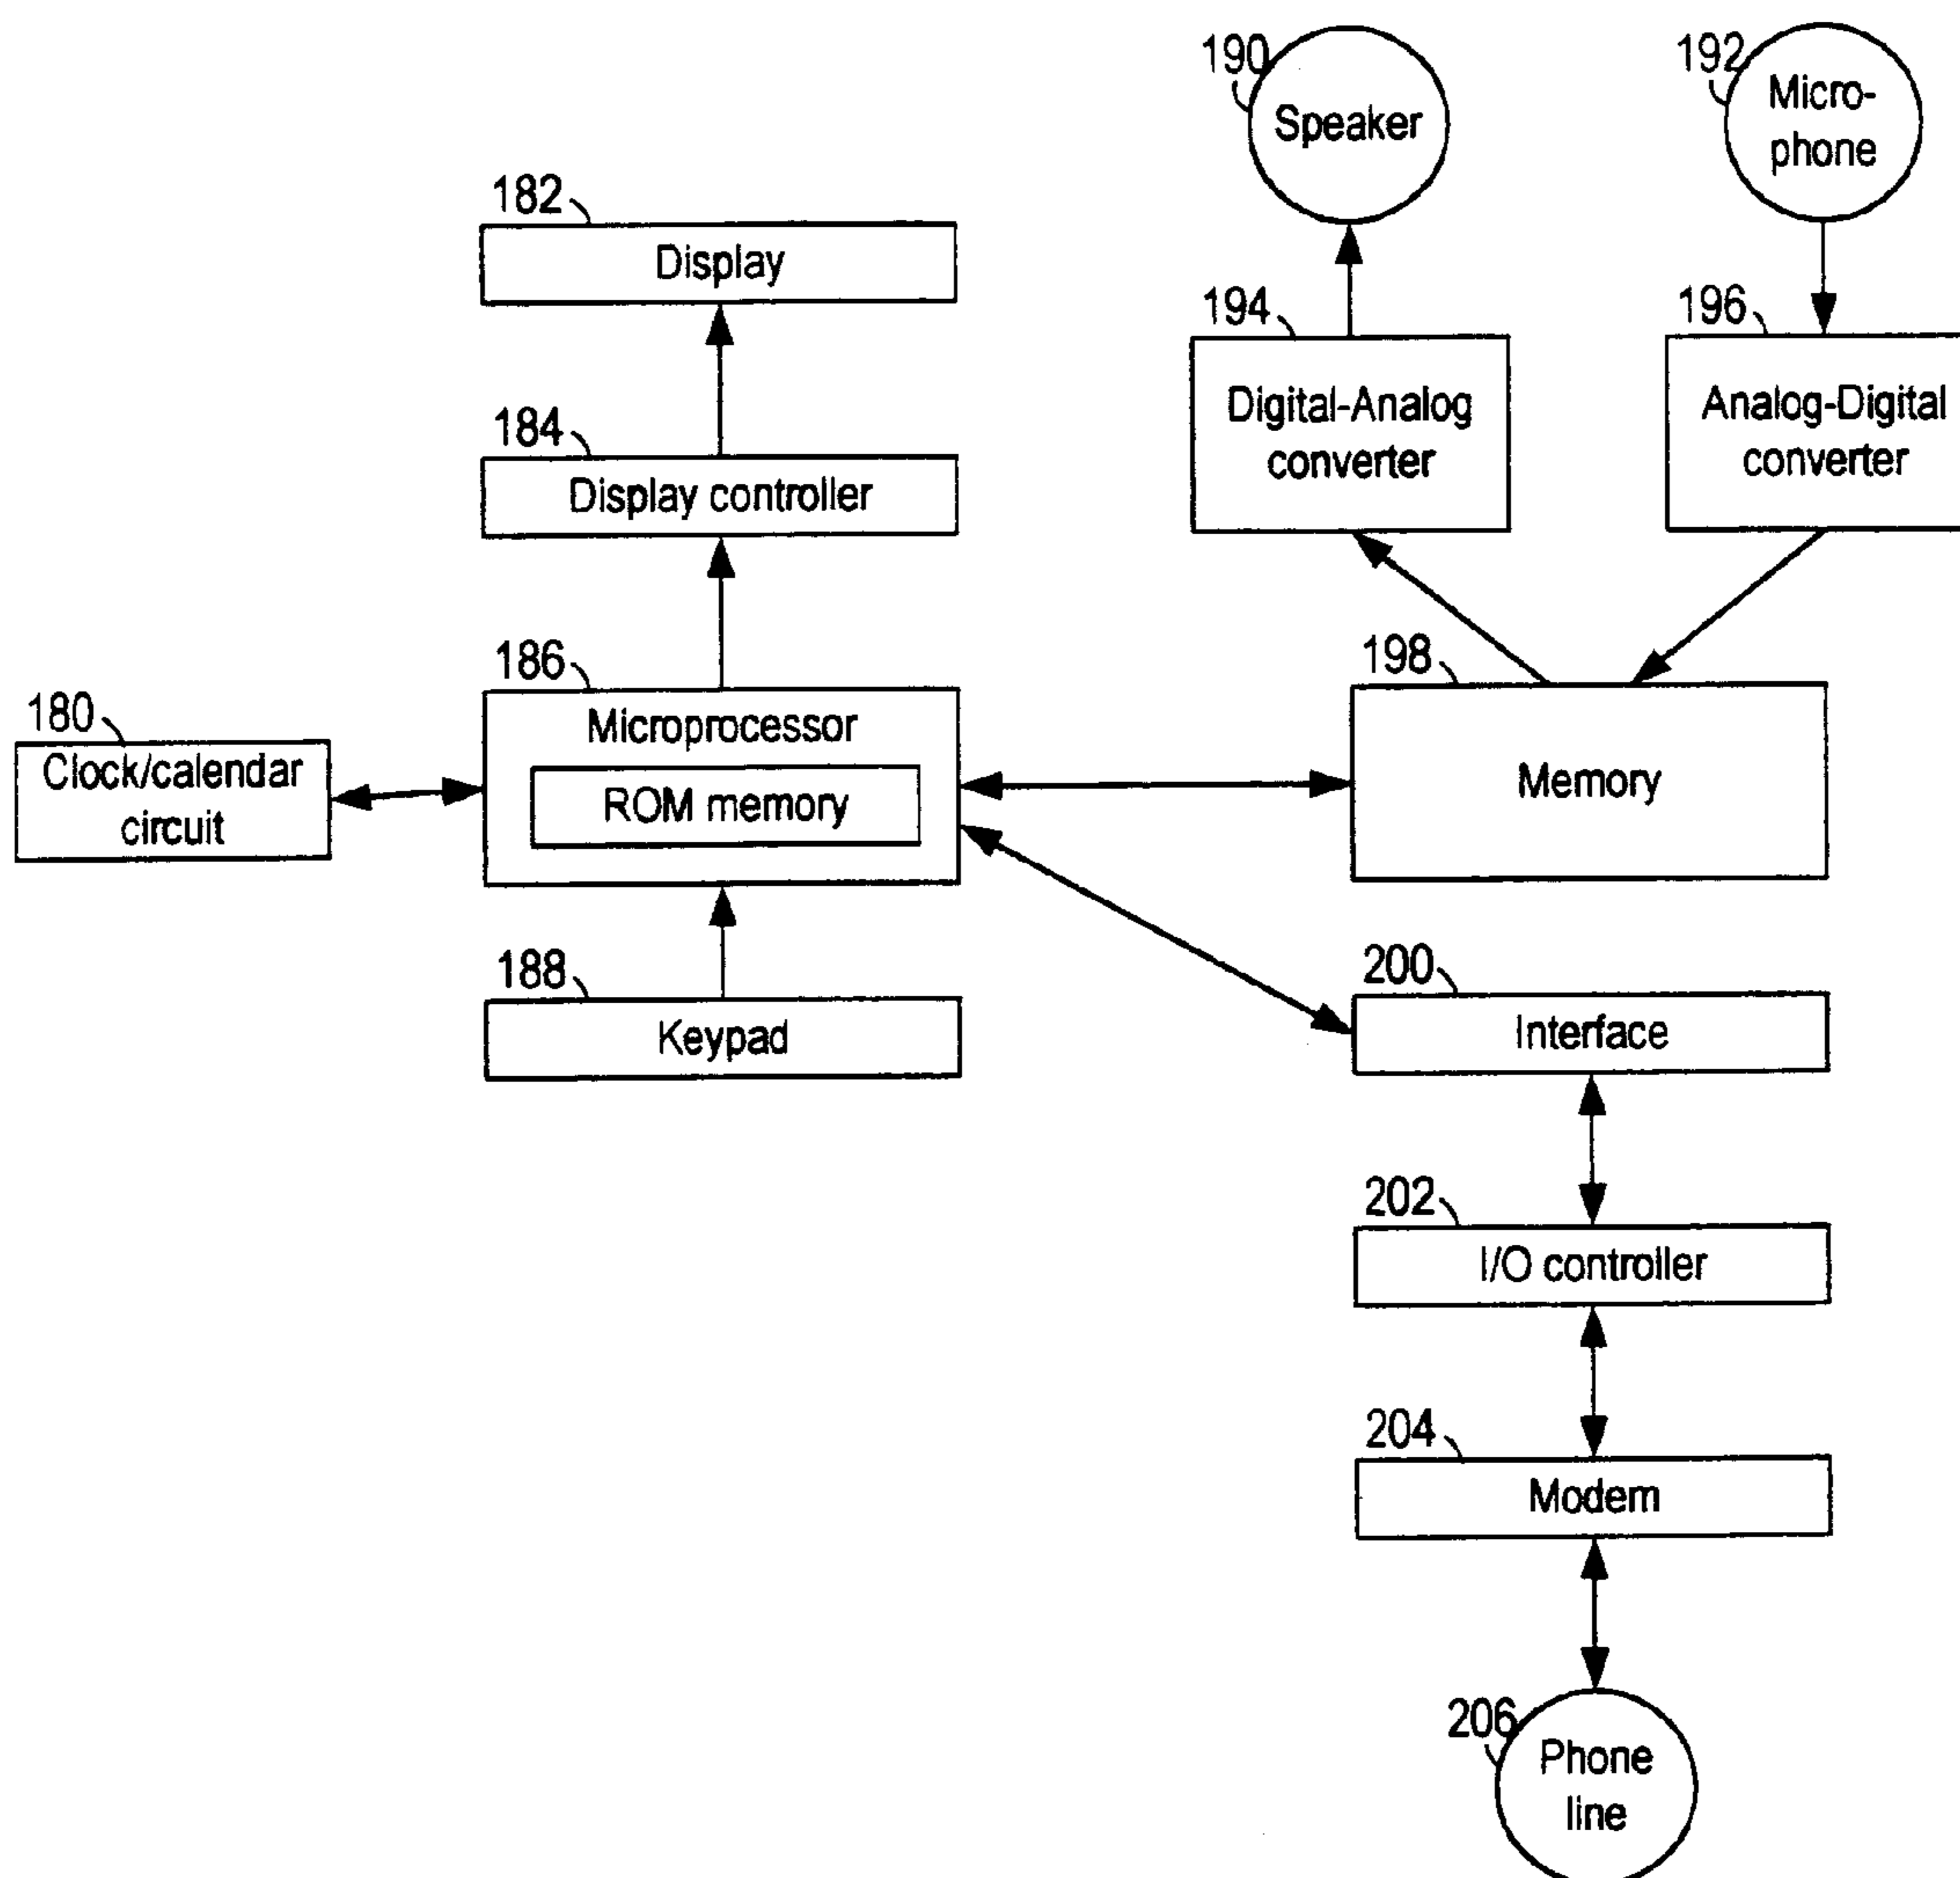 190
Speaker
192
Micro-
phone
182
Display
194
Digital-Analog
converter
196
Analog-Digital
converter
184
Display controller
186
Microprocessor
ROM memory
198
Memory
180
Clock/calendar
circuit
188
Keypad
200
Interface
202
I/O controller
204
Modem
206
Phone
line